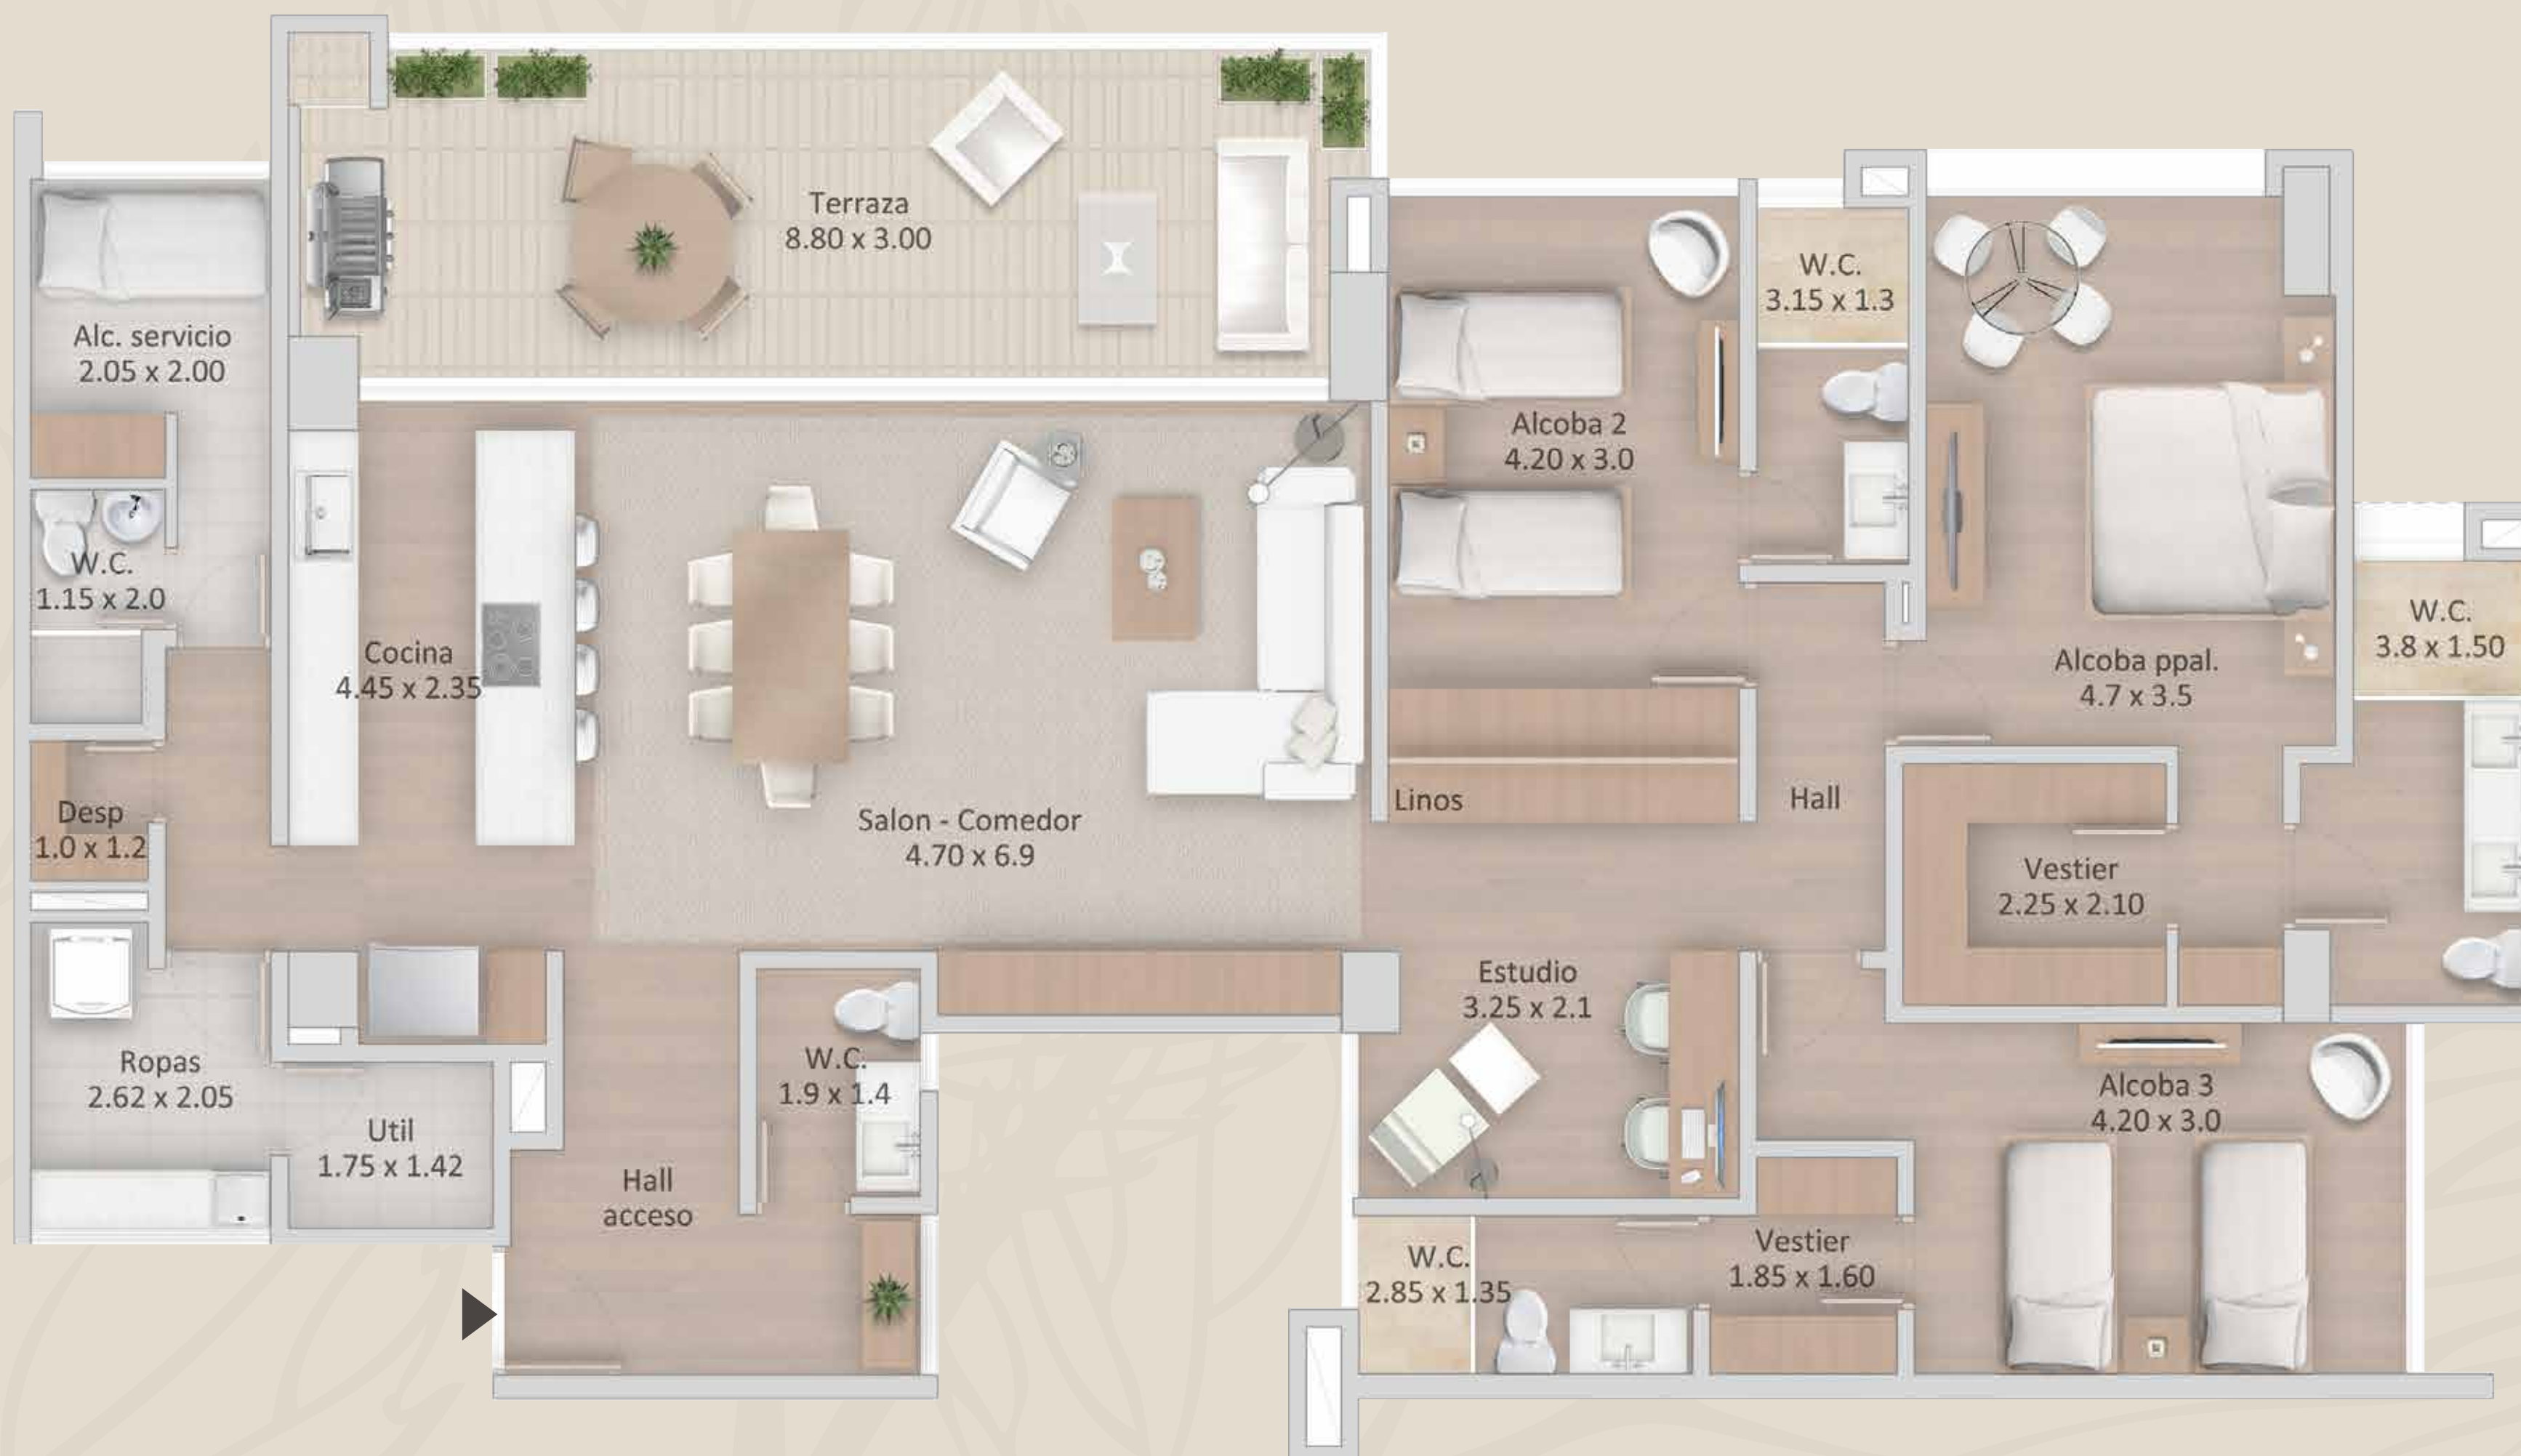 Terraza
8.80 x 3.00
Alc. servicio
2.05 x 2.00
W.C.
1.15 x 2.0
Cocina
4.45 x 2.35
Desp
1.0 x 1.2
Salon - Comedor
4.70 x 6.9
Alcoba 2
4.20 x 3.0
W.C.
3.15 x 1.3
Alcoba ppal.
4.7 x 3.5
W.C.
3.8 x 1.50
Linos
Hall
Vestier
2.25 x 2.10
Estudio
3.25 x 2.1
Ropas
2.62 x 2.05
Util
1.75 x 1.42
W.C.
1.9 x 1.4
Hall
acceso
Alcoba 3
4.20 x 3.0
W.C.
2.85 x 1.35
Vestier
1.85 x 1.60